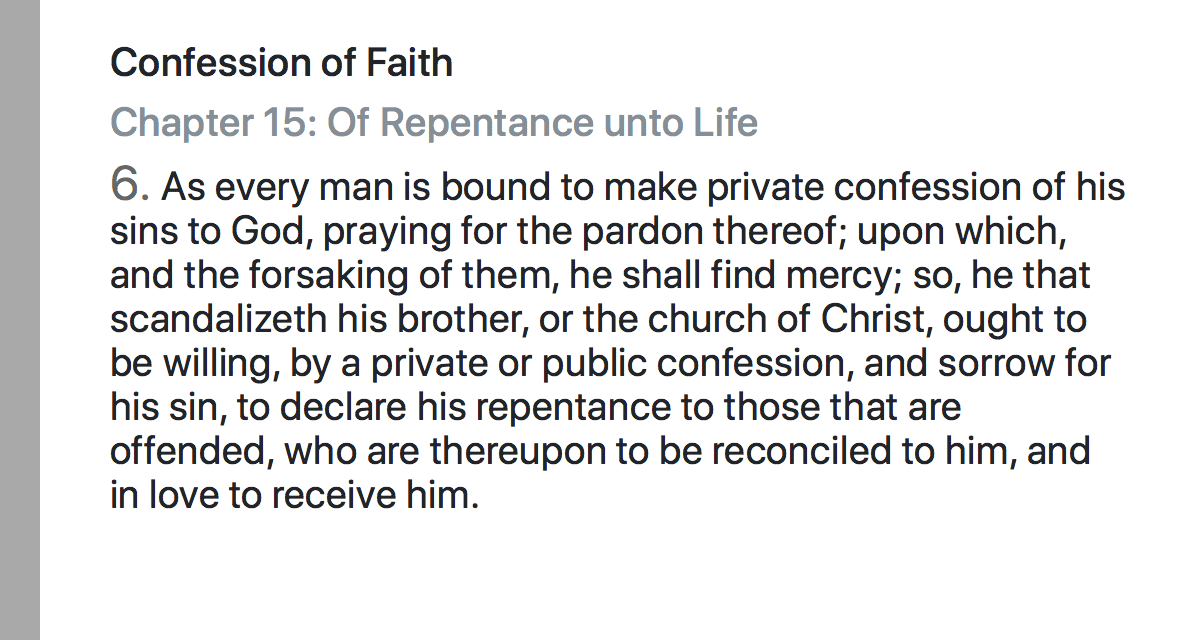 Confession of Faith
Chapter 15: Of Repentance unto Life
6. As every man is bound to make private confession of his
sins to God, praying for the pardon thereof; upon which,
and the forsaking of them, he shall find mercy; so, he that
scandalizeth his brother, or the church of Christ, ought to
be willing, by a private or public confession, and sorrow for
his sin, to declare his repentance to those that are
offended, who are thereupon to be reconciled to him, and
in love to receive him.